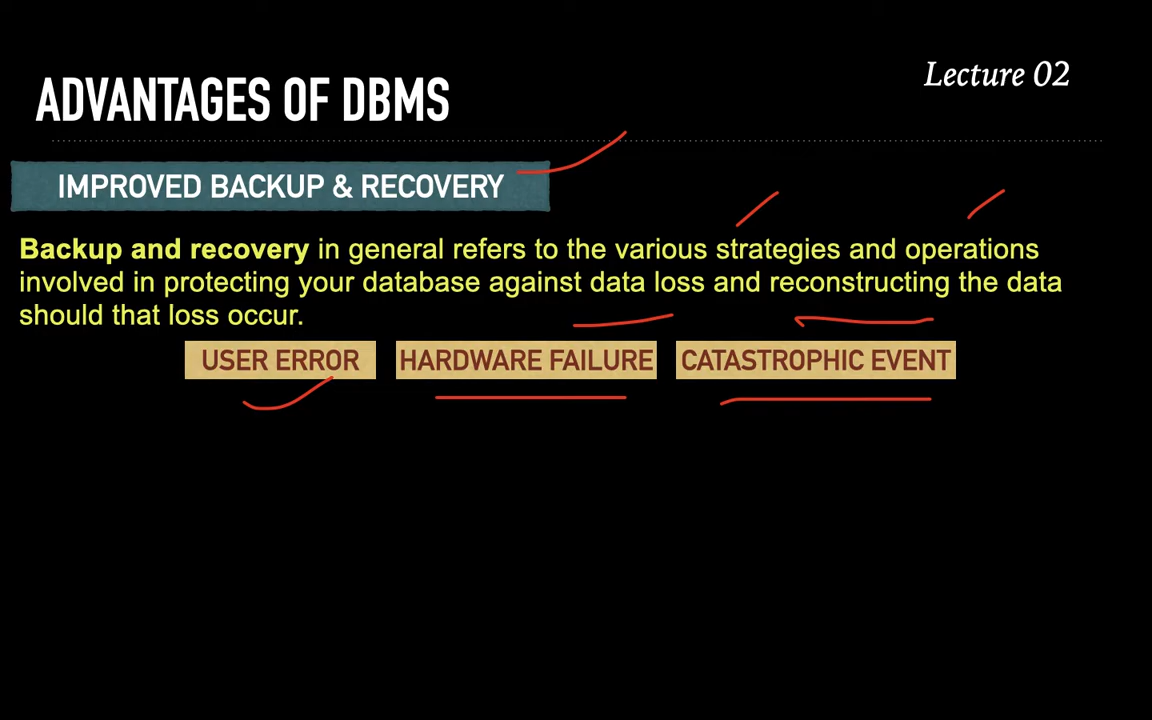 Lecture 02
ADVANTAGES OF DBMS
IMPROVED BACKUP & RECOVERY
Backup and recovery in general refers to the various strategies and operations
involved in protecting your database against data loss and reconstructing the data
should that loss occur.
USER ERROR HARDWARE FAILURE CATASTROPHIC EVENT